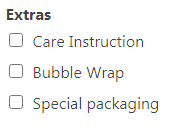 Extras
Care Instruction
Bubble Wrap
Special packaging